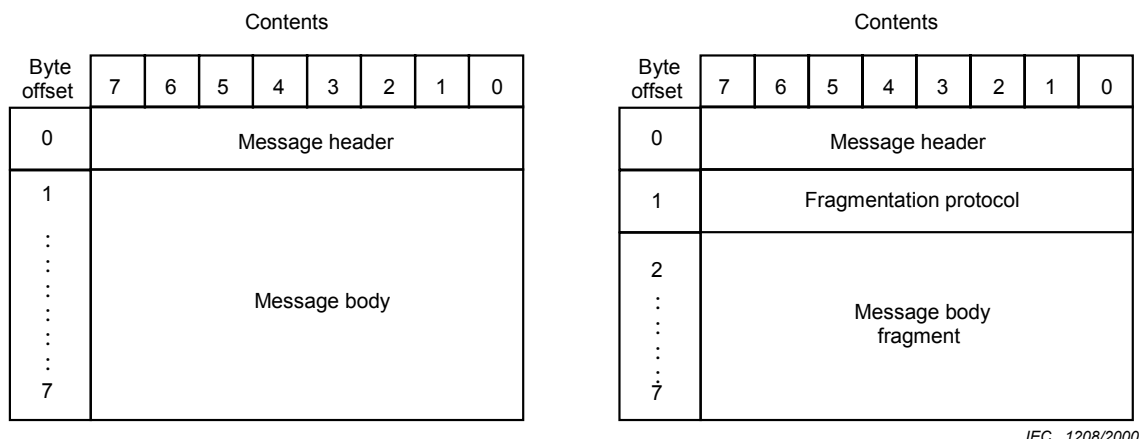 Contents
Byte offset 7 6 5 4 3 2 1 0
0 Message header
1
:
:
:
:
Message body
7
Contents
Byte offset 7 6 5 4 3 2 1 0
0 Message header
1 Fragmentation protocol
2
:
:
:
Message body
fragment
7
IEC 1208/2000